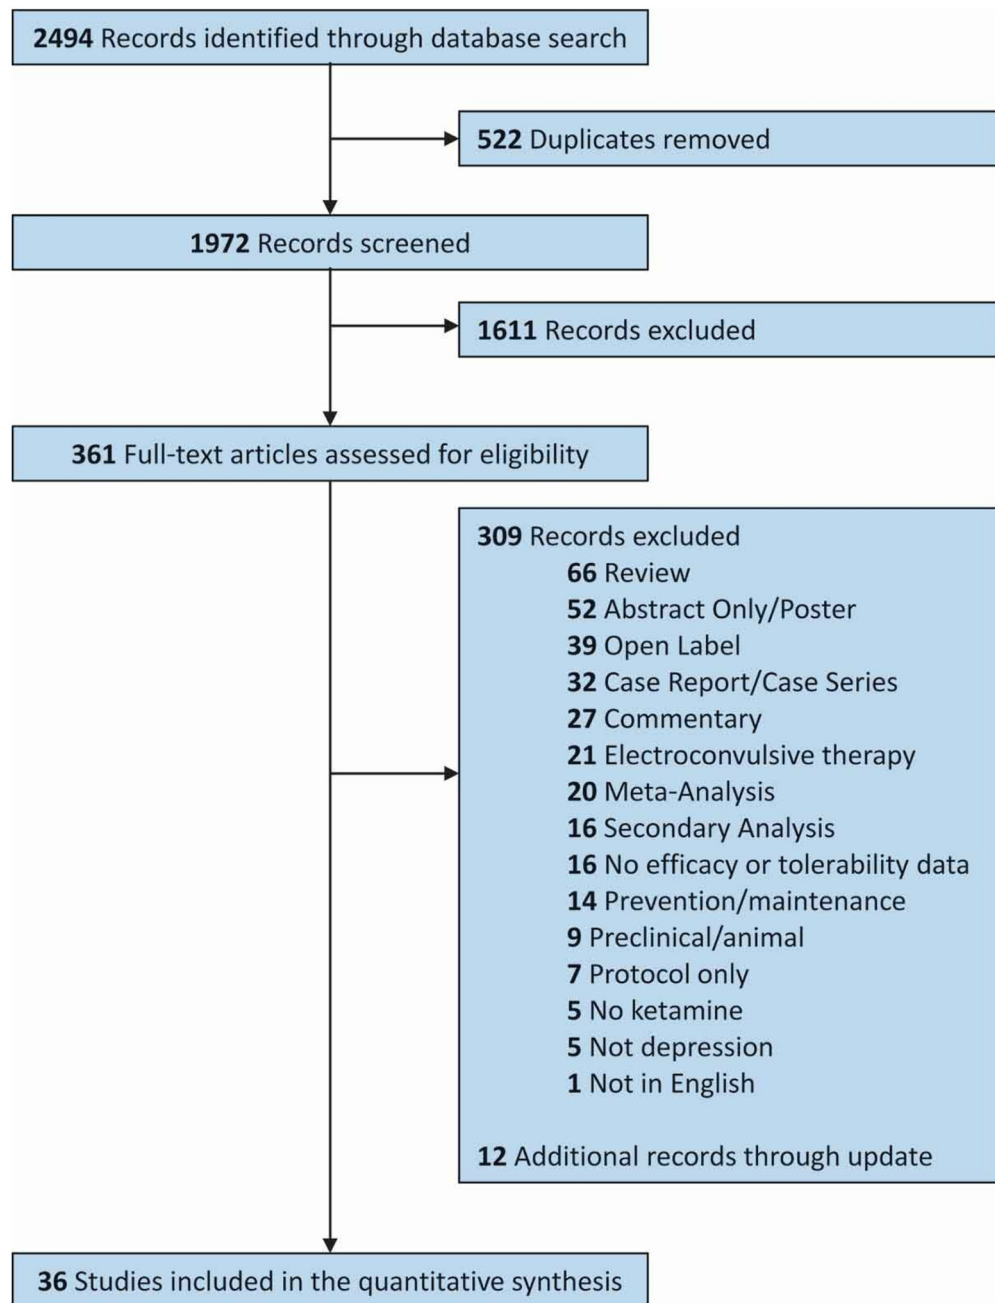 2494 Records identified through database search
522 Duplicates removed
1972 Records screened
1611 Records excluded
361 Full-text articles assessed for eligibility
309 Records excluded
66 Review
52 Abstract Only/Poster
39 Open Label
32 Case Report/Case Series
27 Commentary
21 Electroconvulsive therapy
20 Meta-Analysis
16 Secondary Analysis
16 No efficacy or tolerability data
14 Prevention/maintenance
9 Preclinical/animal
7 Protocol only
5 No ketamine
5 Not depression
1 Not in English
12 Additional records through update
36 Studies included in the quantitative synthesis